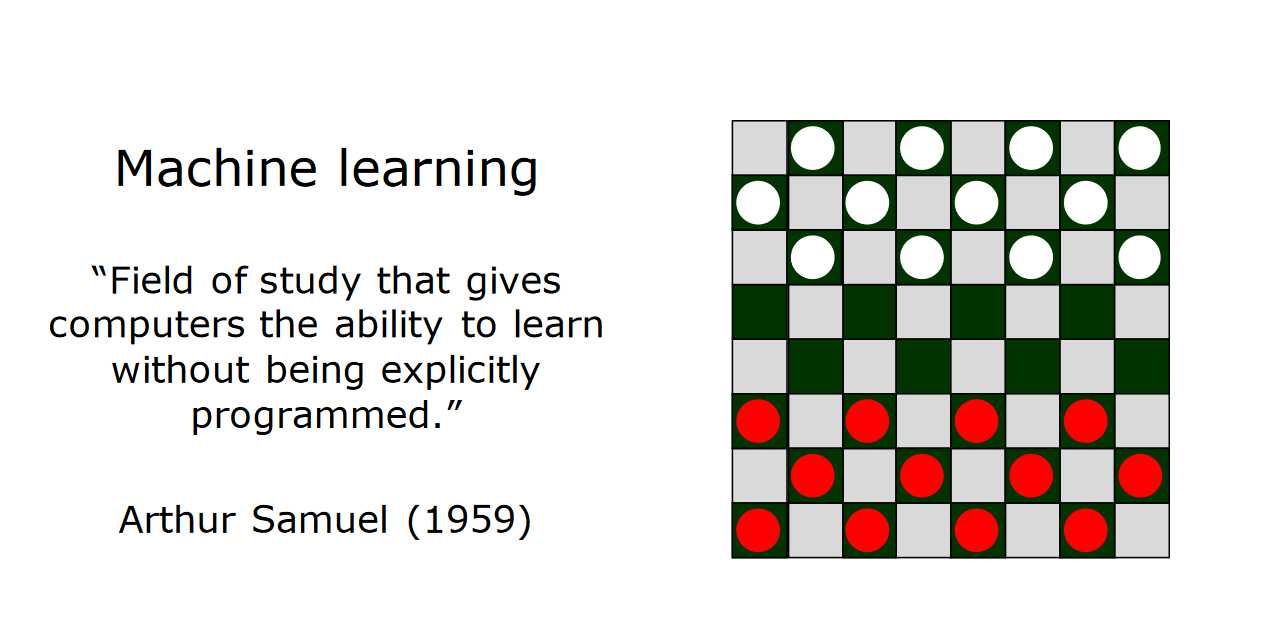 Machine learning
“Field of study that gives
computers the ability to learn
without being explicitly
programmed.”
Arthur Samuel (1959)